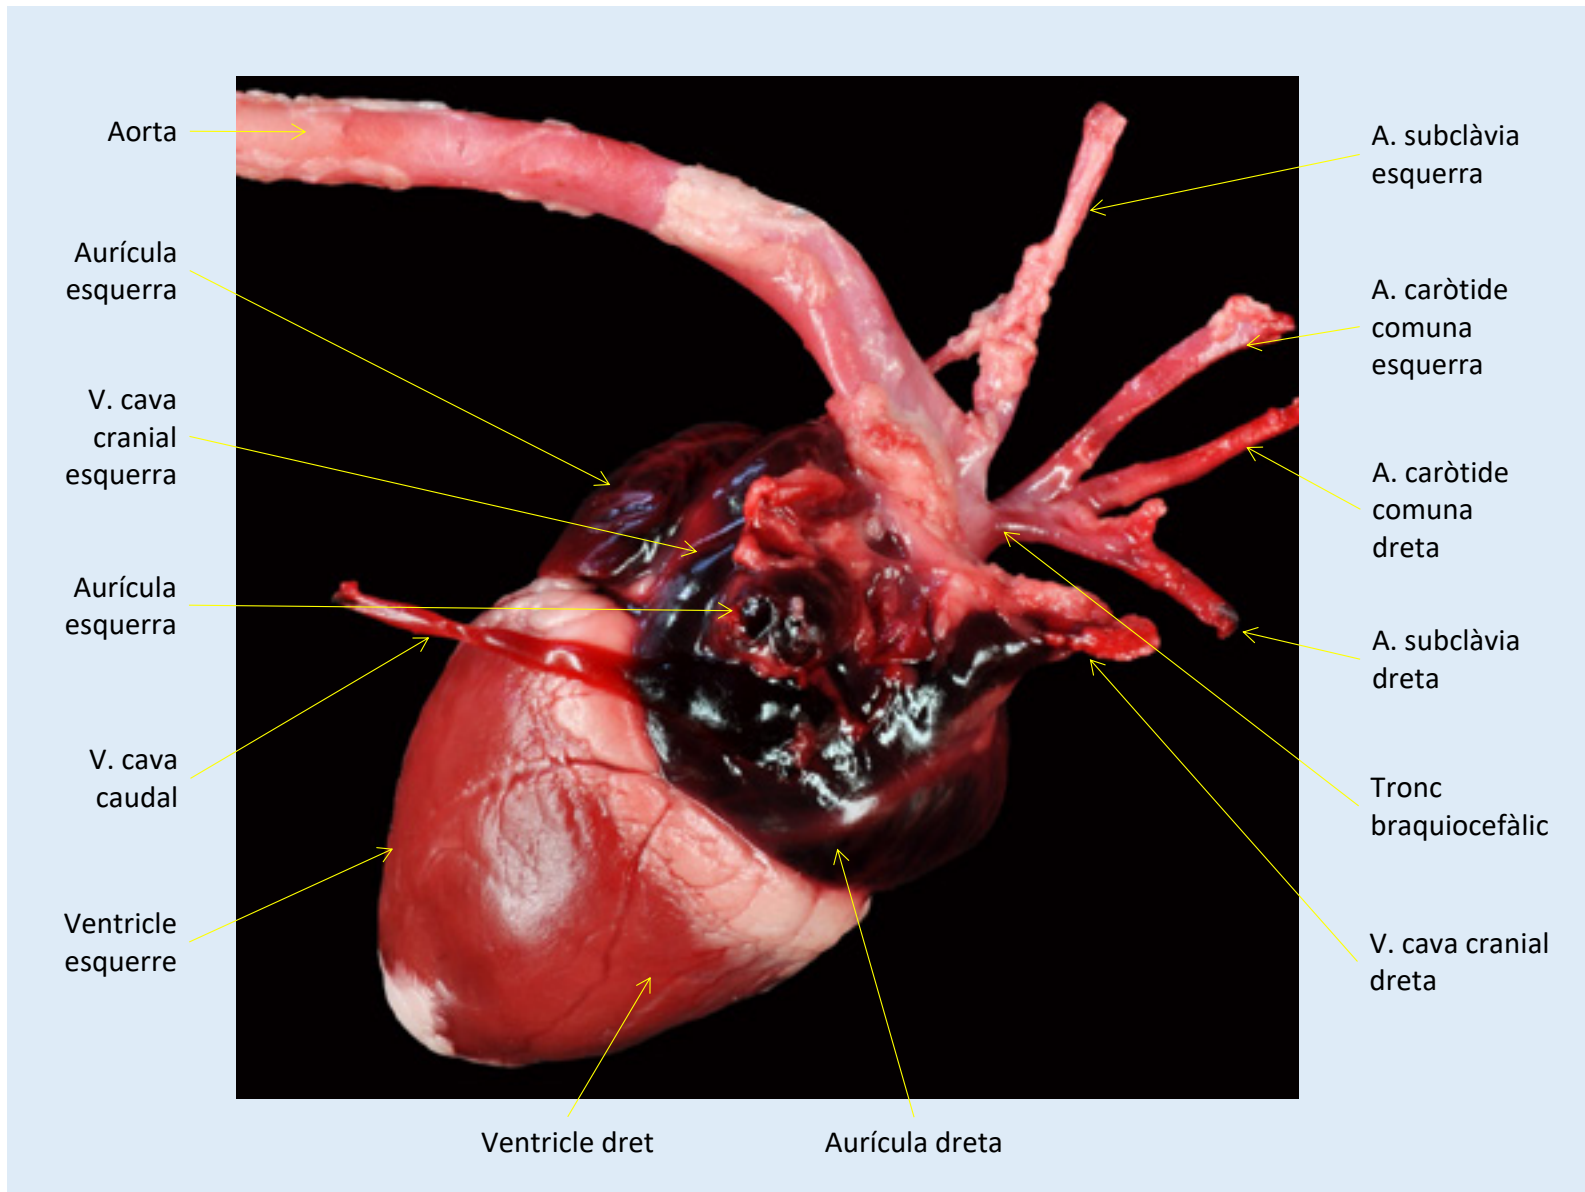 Aorta
Aurícula
esquerra
V. cava
cranial
esquerra
Aurícula
esquerra
V. cava
caudal
Ventricle
esquerre
Ventricle dret
Aurícula dreta
A. subclàvia
esquerra
A. caròtide
comuna
esquerra
A. caròtide
comuna
dreta
A. subclàvia
dreta
Tronc
braquiocefàlic
V. cava cranial
dreta